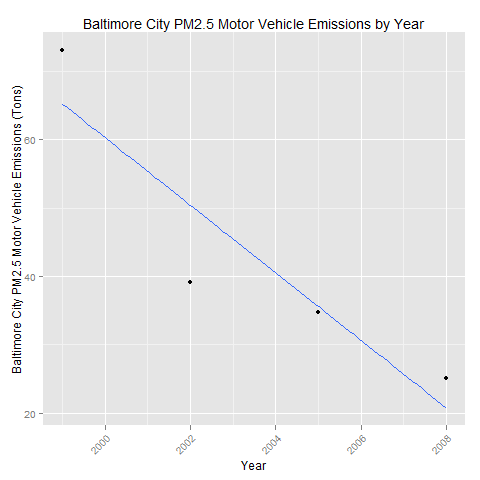 Baltimore City PM2.5 Motor Vehicle Emissions by Year
Baltimore City PM2.5 Motor Vehicle Emissions (Tons)
60
40
20
2000
2002
2004
2006
2008
Year